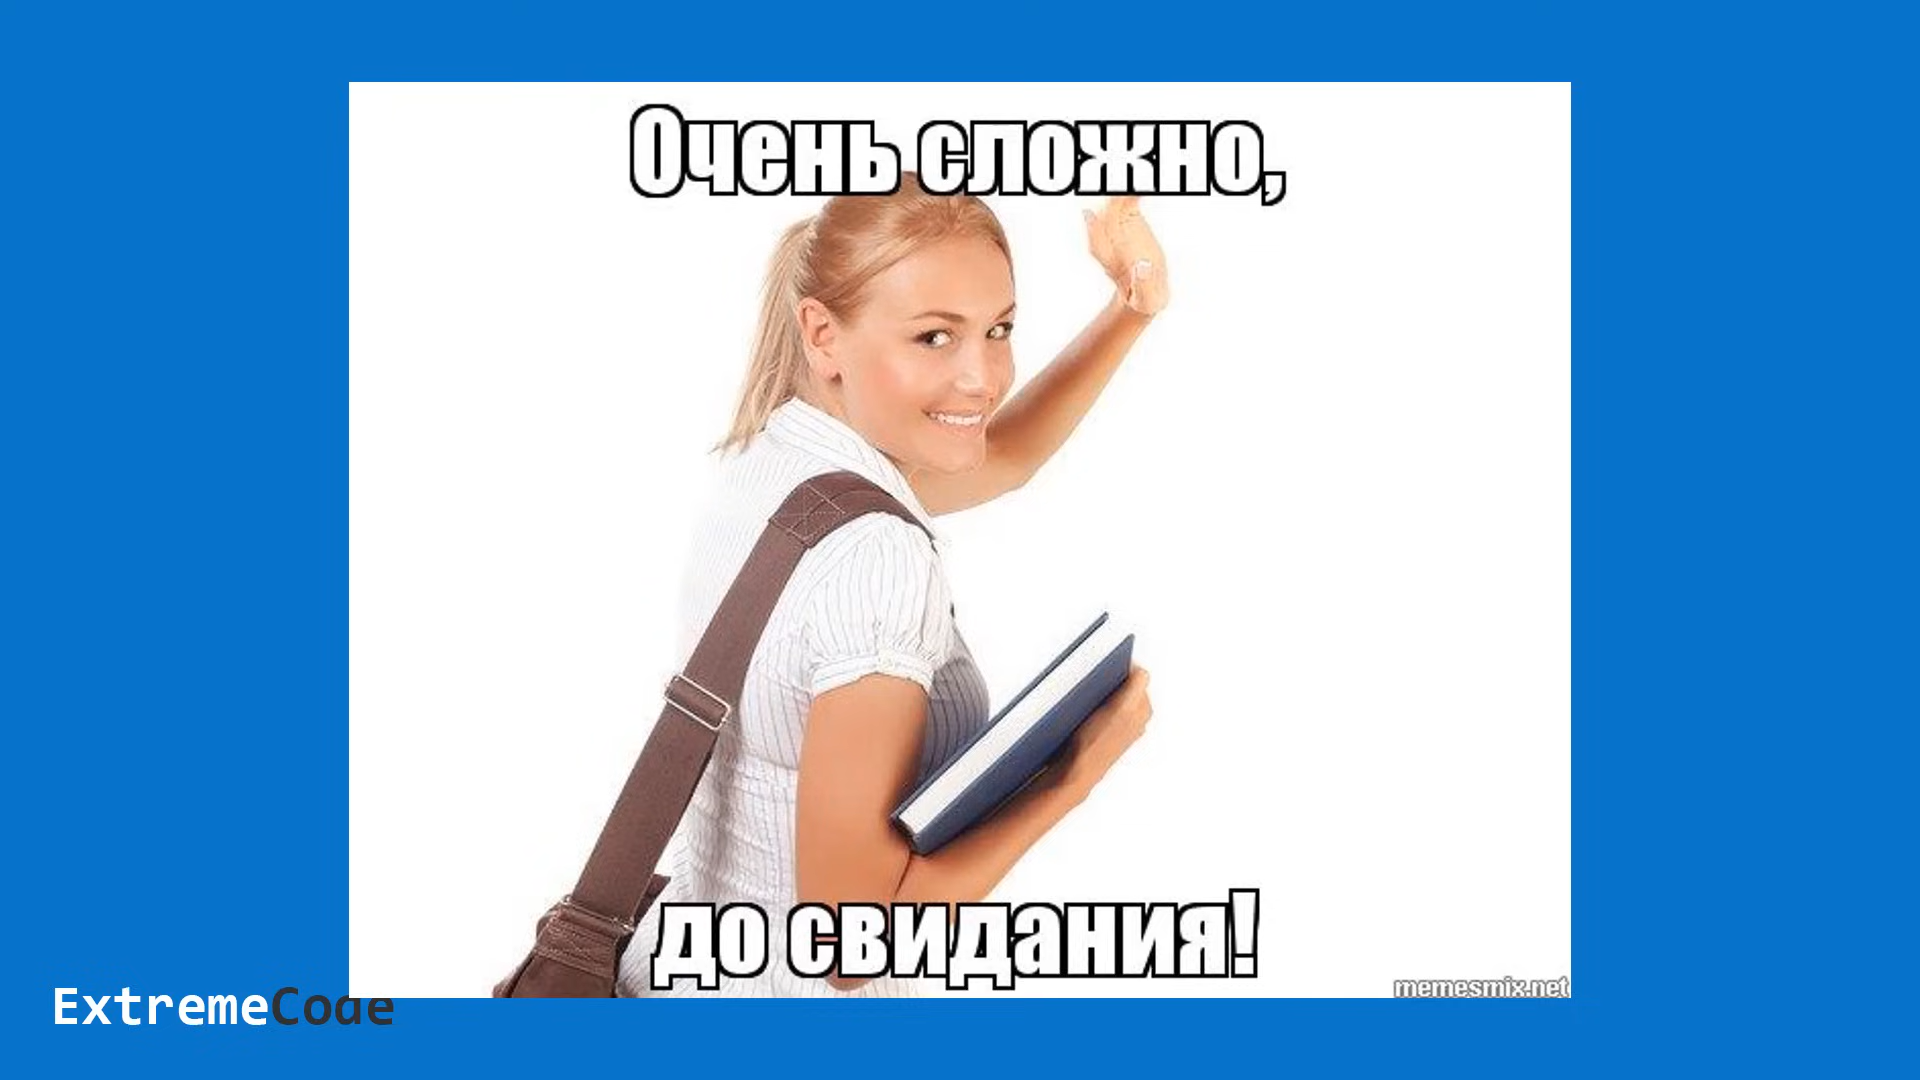 Очень сложно,
до свидания!
memesmix.net
ExtremeCode